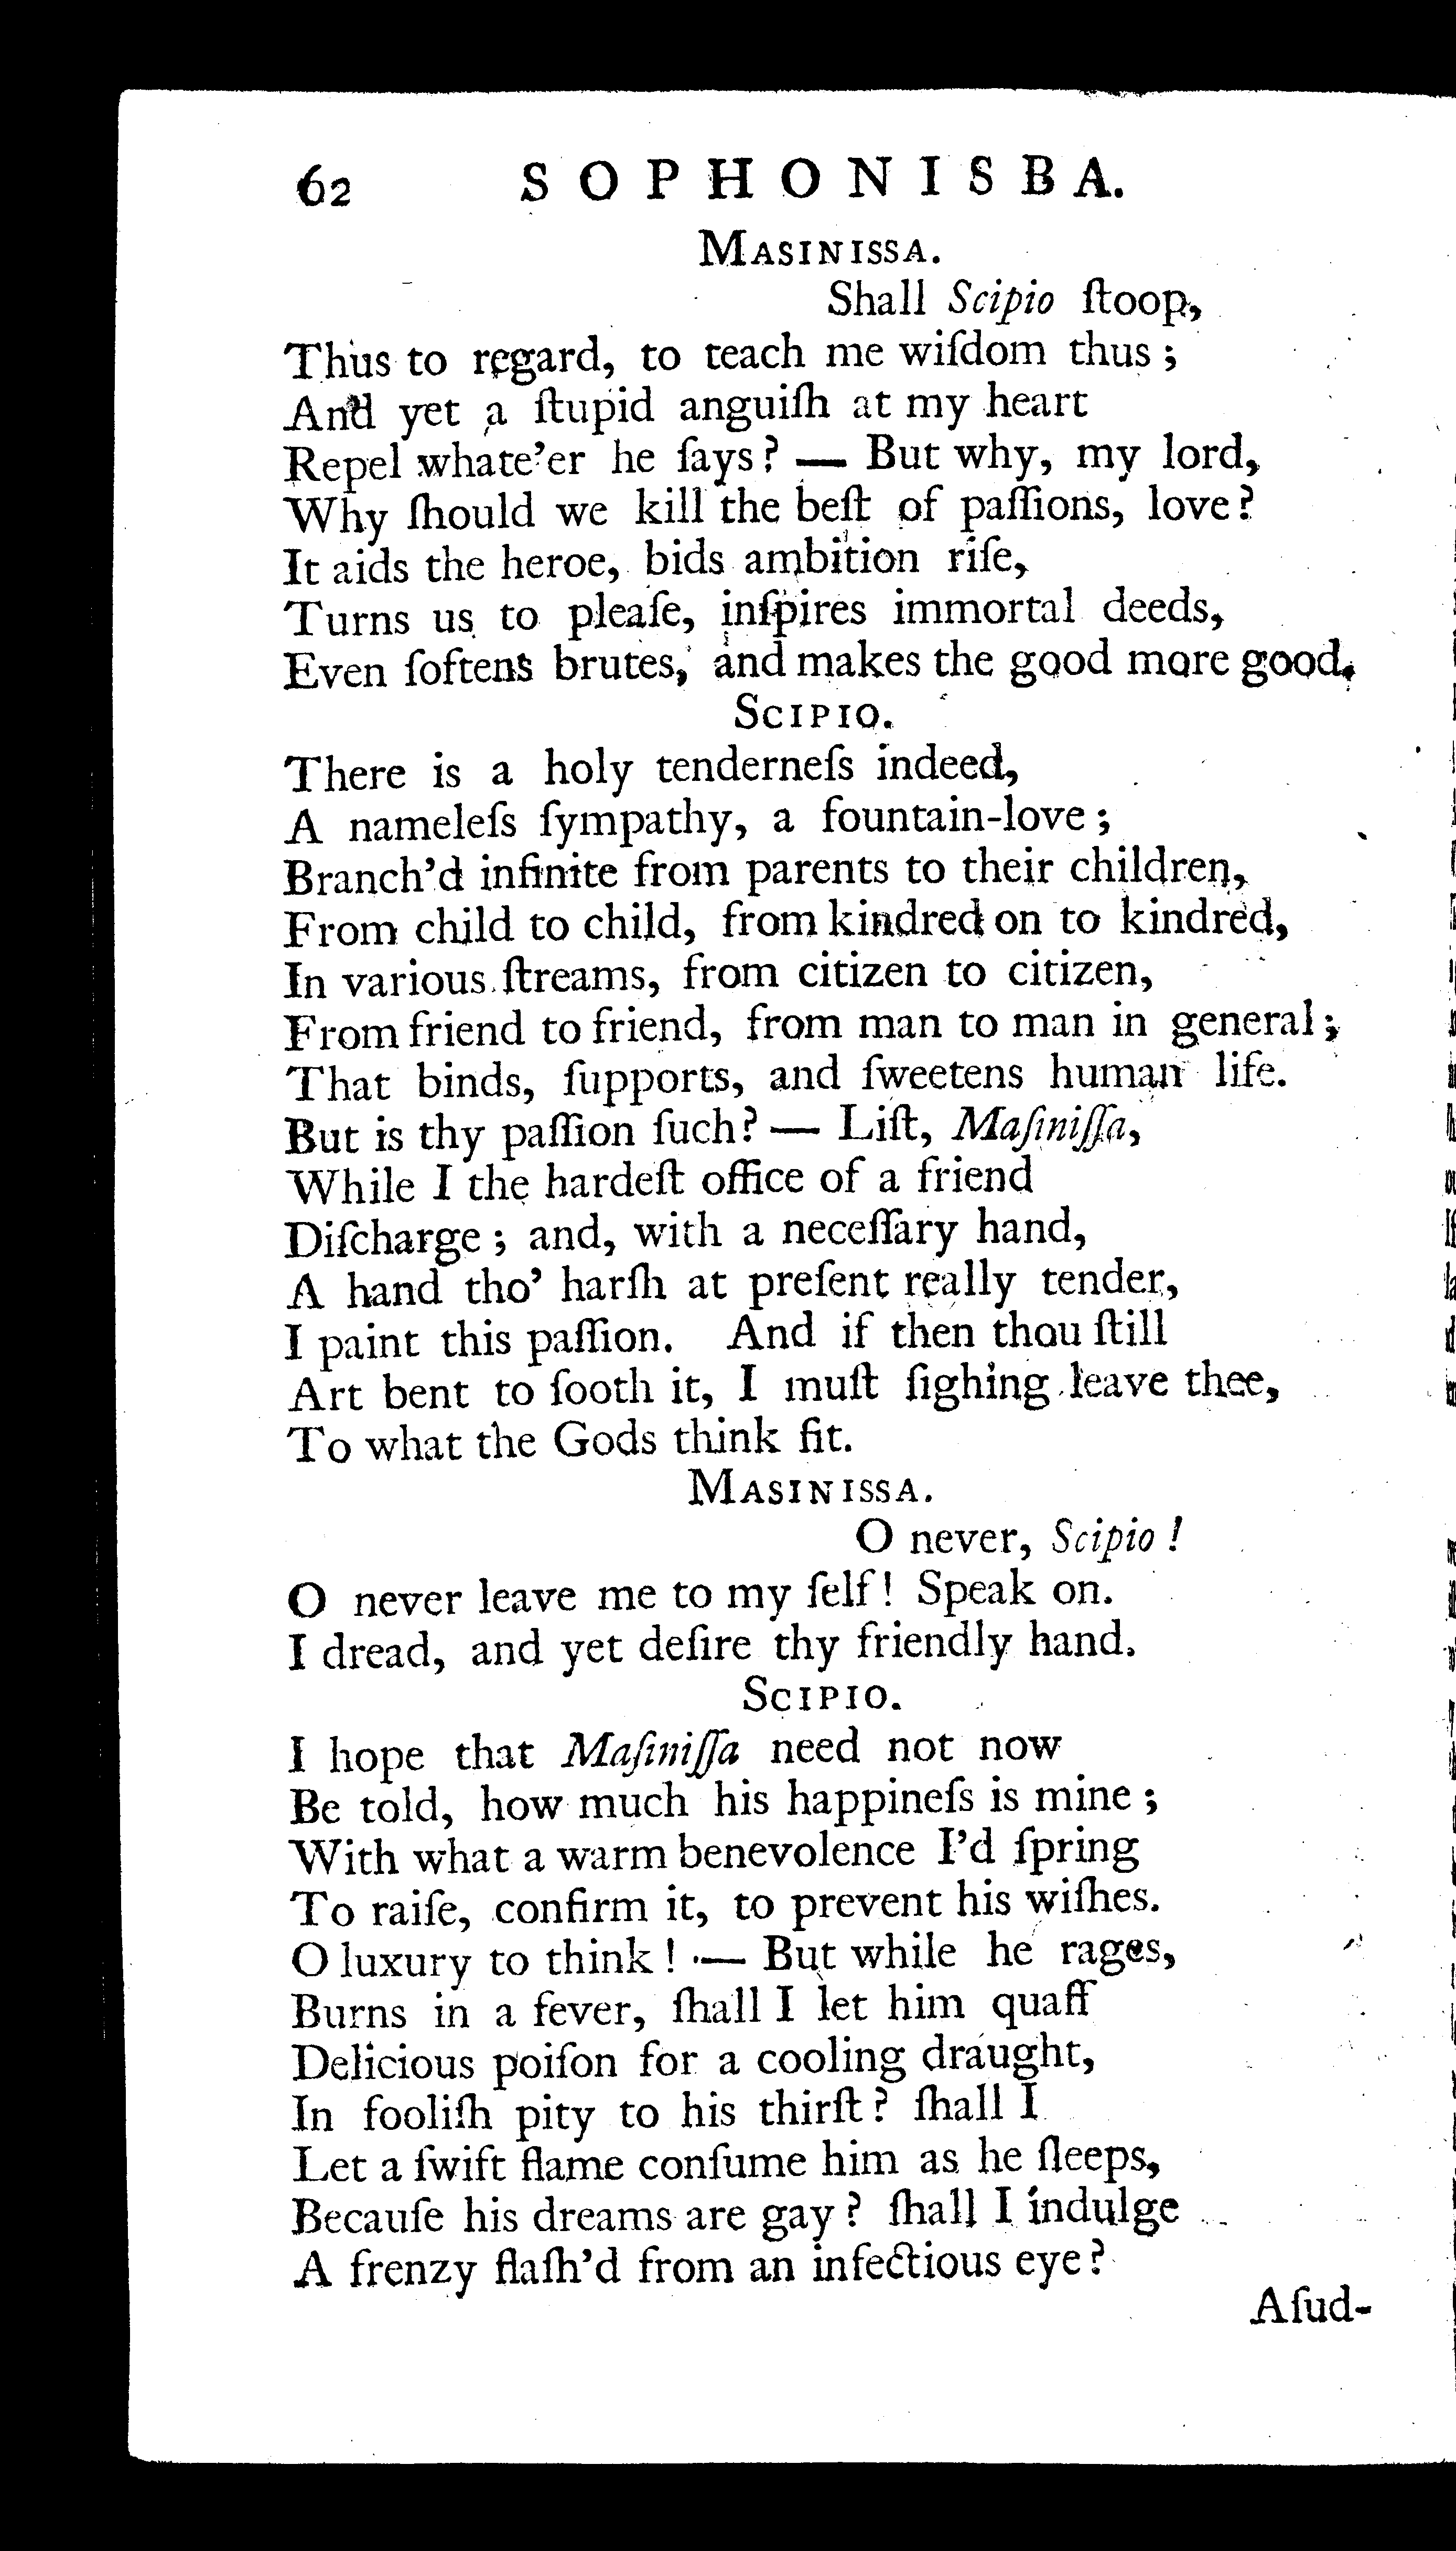 62 SOPHONISBA.
MASINISSA.
Shall Scipio ſtoop,
Thus to regard, to teach me wiſdom thus;
And yet a ſtupid anguiſh at my heart
Repel whate'er he ſays? — But why, my lord,
Why ſhould we kill the beſt of paſſions, love?
It aids the heroe, bids ambition riſe,
Turns us to pleaſe, inſpires immortal deeds,
Even ſoftens brutes, and makes the good more good.
SCIPIO.
There is a holy tenderneſs indeed,
A nameleſs ſympathy, a fountain-love;
Branch'd infinite from parents to their children,
From child to child, from kindred on to kindred,
In various ſtreams, from citizen to citizen,
From friend to friend, from man to man in general;
That binds, ſupports, and ſweetens human life.
But is thy paſſion ſuch? — Liſt, Maſiniſſa,
While I the hardeſt office of a friend
Diſcharge; and, with a neceſſary hand,
A hand tho' harſh at preſent really tender,
I paint this paſſion. And if then thou ſtill
Art bent to ſooth it, I muſt ſighing leave thee,
To what the Gods think fit.
MASINISSA.
O never, Scipio!
O never leave me to my ſelf! Speak on.
I dread, and yet deſire thy friendly hand.
SCIPIO.
I hope that Maſiniſſa need not now
Be told, how much his happineſs is mine;
With what a warm benevolence I'd ſpring
To raiſe, confirm it, to prevent his wiſhes.
O luxury to think! — But while he rages,
Burns in a fever, ſhall I let him quaff
Delicious poiſon for a cooling draught,
In fooliſh pity to his thirſt? ſhall I
Let a ſwift flame conſume him as he ſleeps,
Becauſe his dreams are gay? ſhall I indulge
A frenzy flaſh'd from an infectious eye?
A ſud-